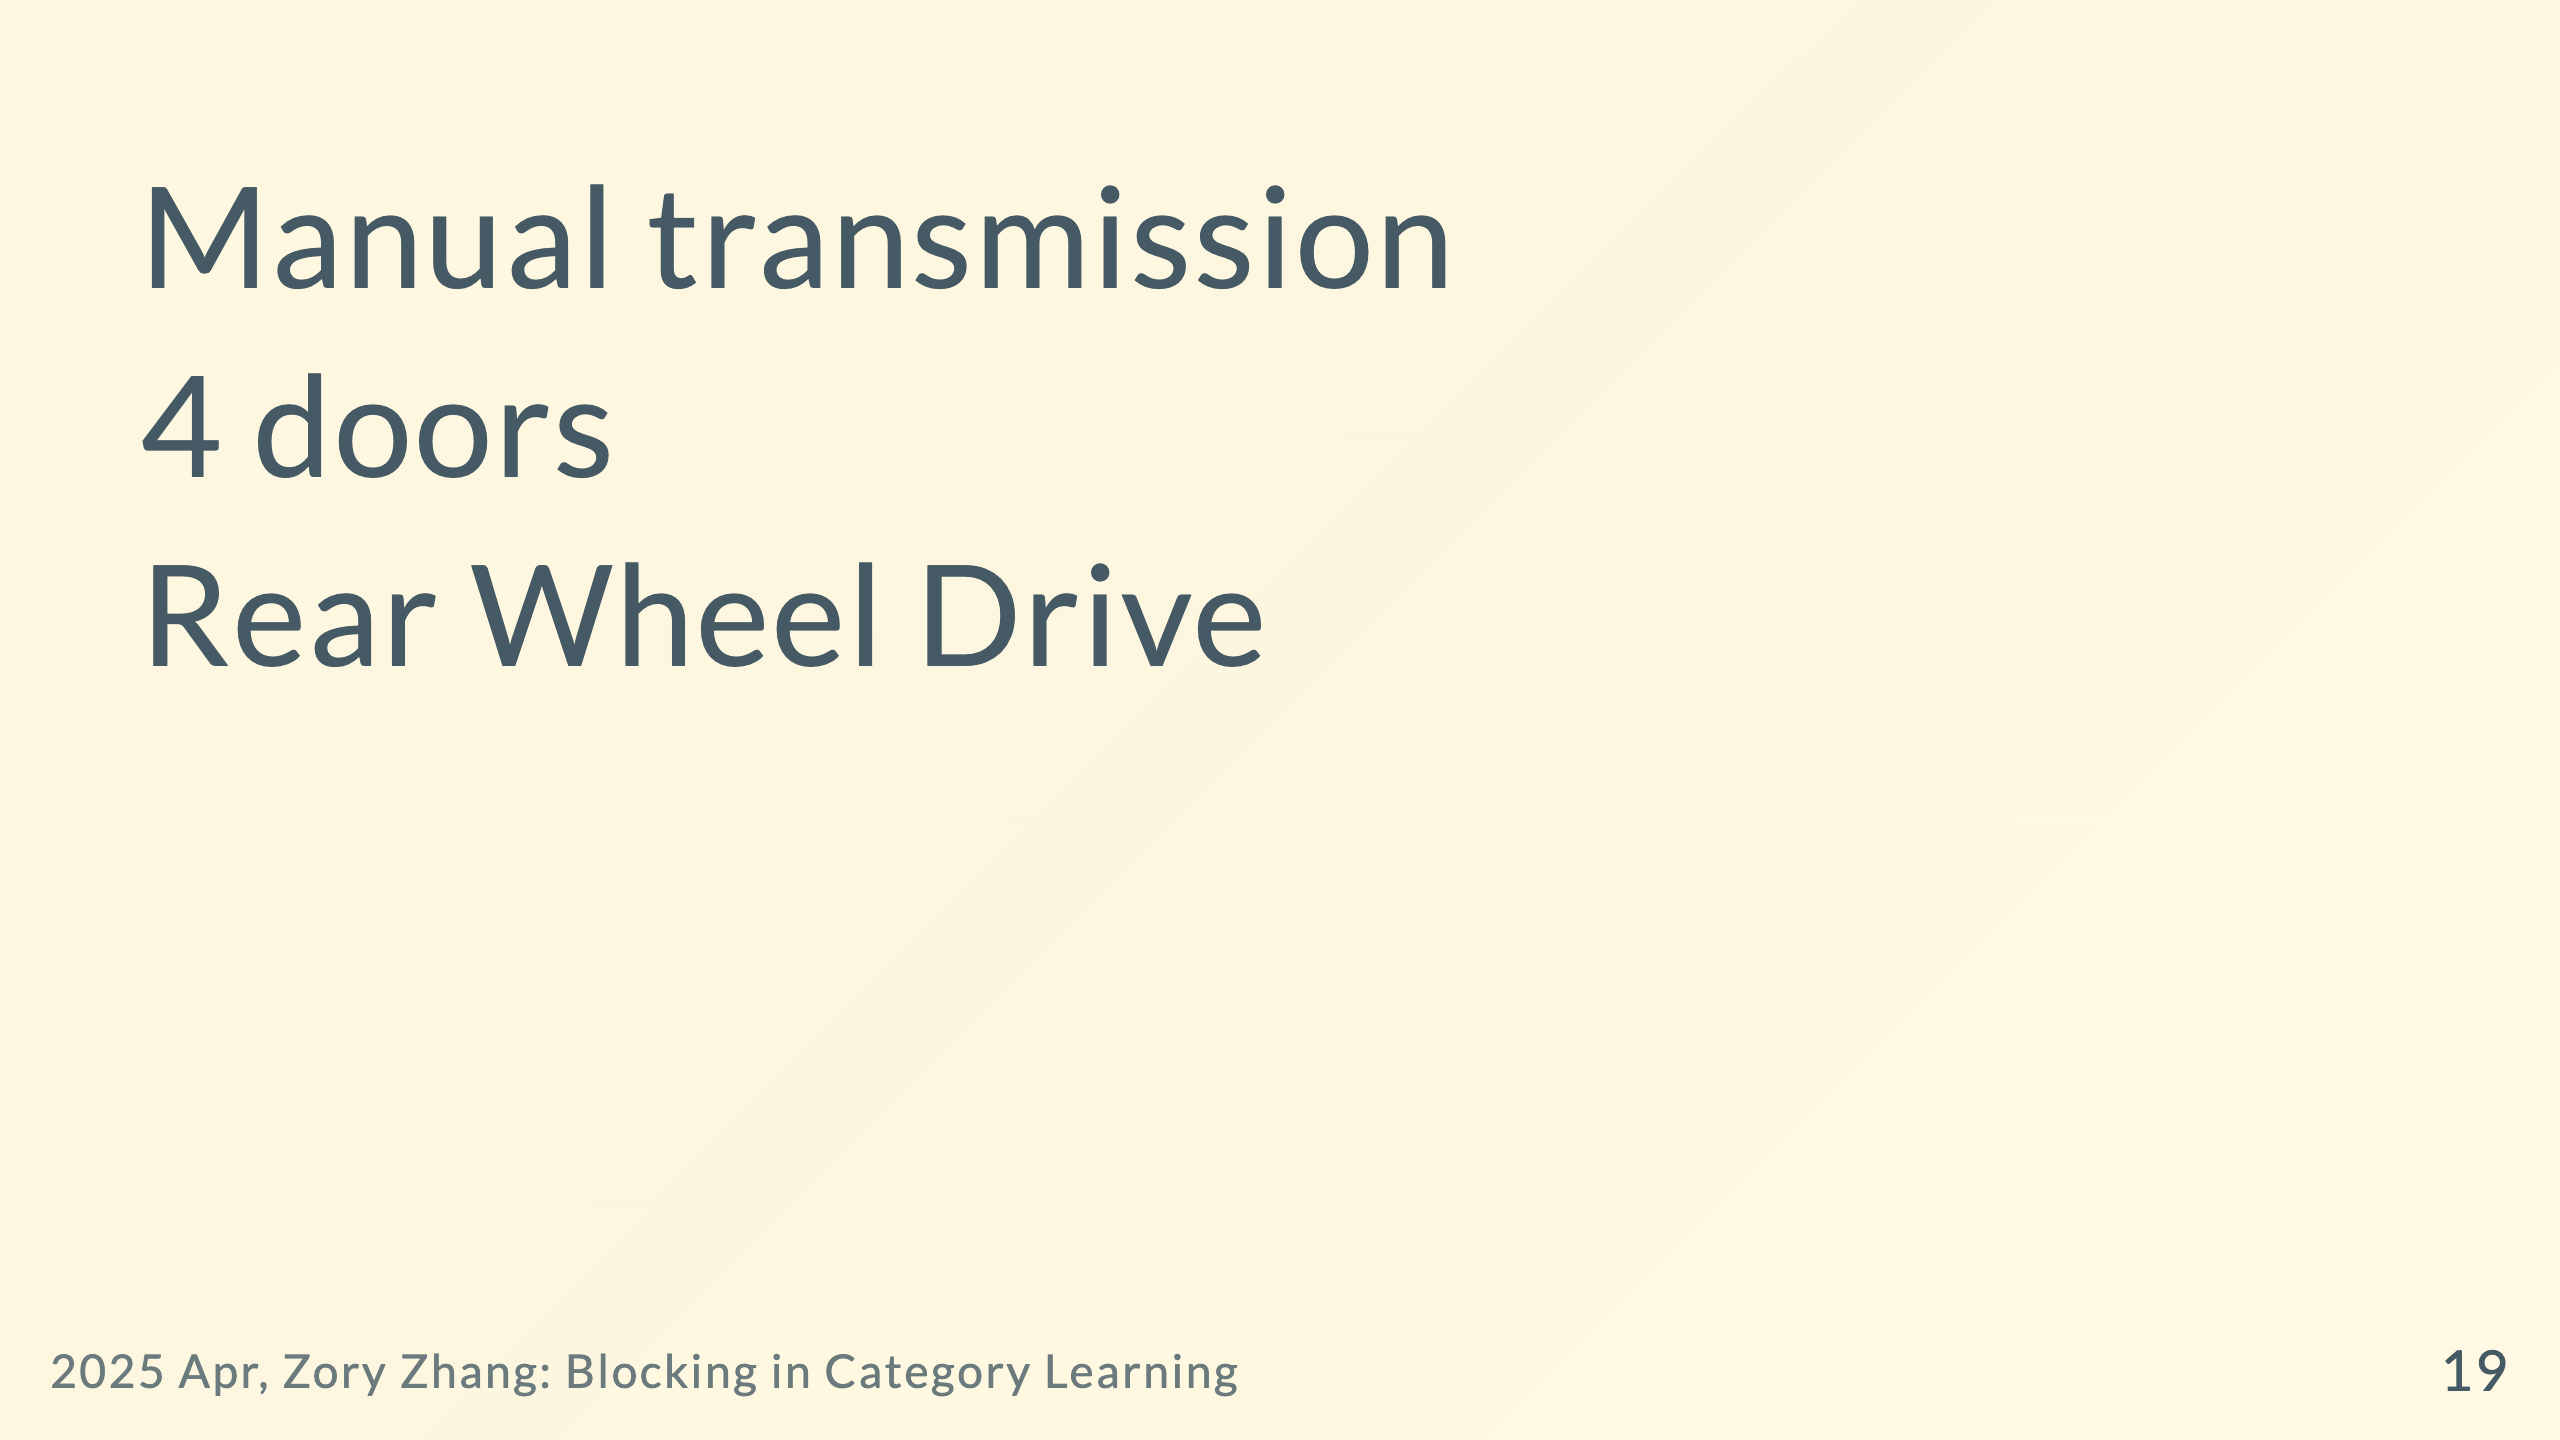 Manual transmission
4 doors
Rear Wheel Drive
2025 Apr, Zory Zhang: Blocking in Category Learning
19